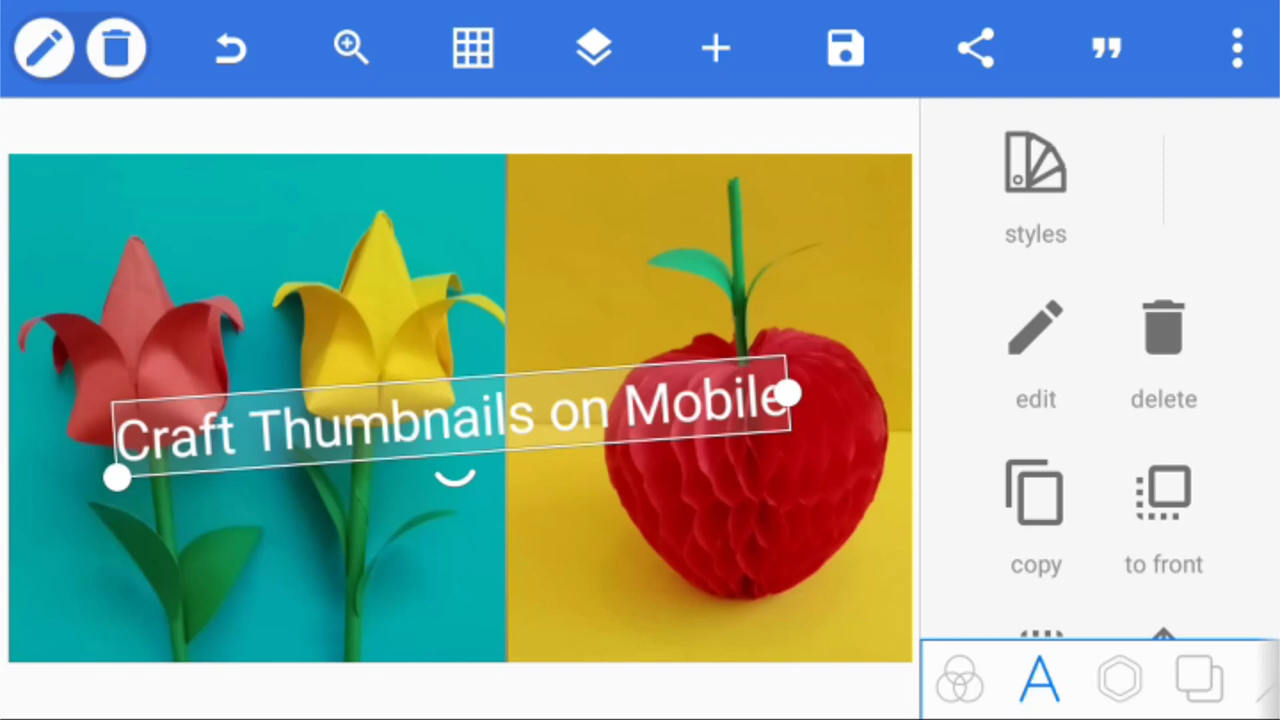 Craft Thumbnails on Mobile
styles
edit
delete
copy
to front